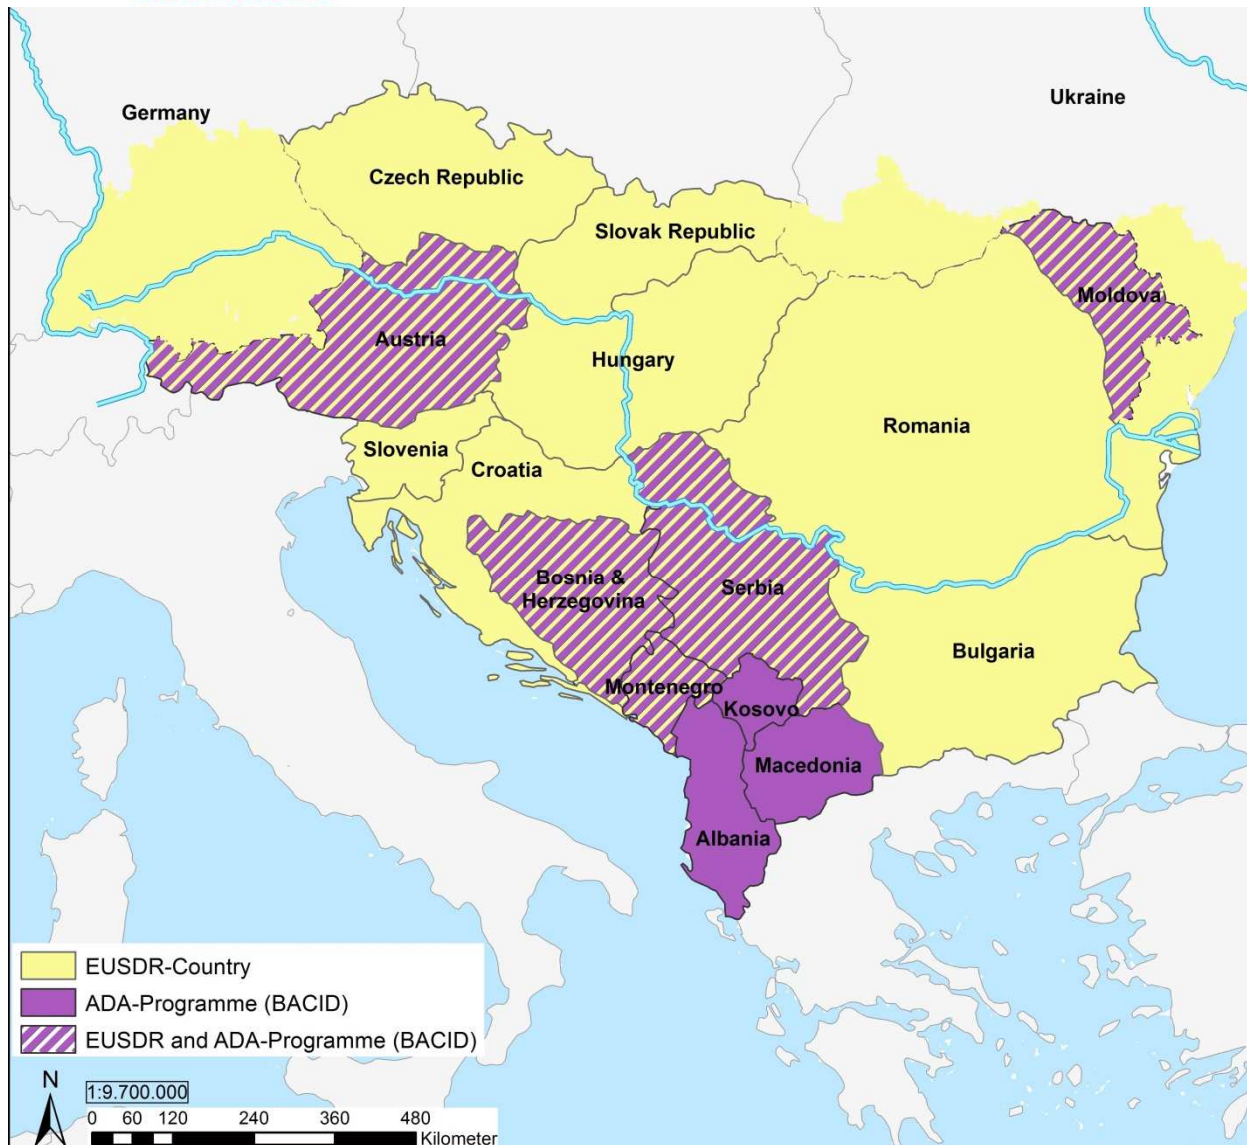 Germany
Ukraine
Czech Republic
Slovak Republic
Moldova
Austria
Hungary
Romania
Slovenia
Croatia
Bosnia &
Herzegovina
Serbia
Bulgaria
Montenegro
Kosovo
Macedonia
Albania
EUSDR-Country
ADA-Programme (BACID)
EUSDR and ADA-Programme (BACID)
N
1:9.700.000
0 60 120 240 360 480
Kilometer